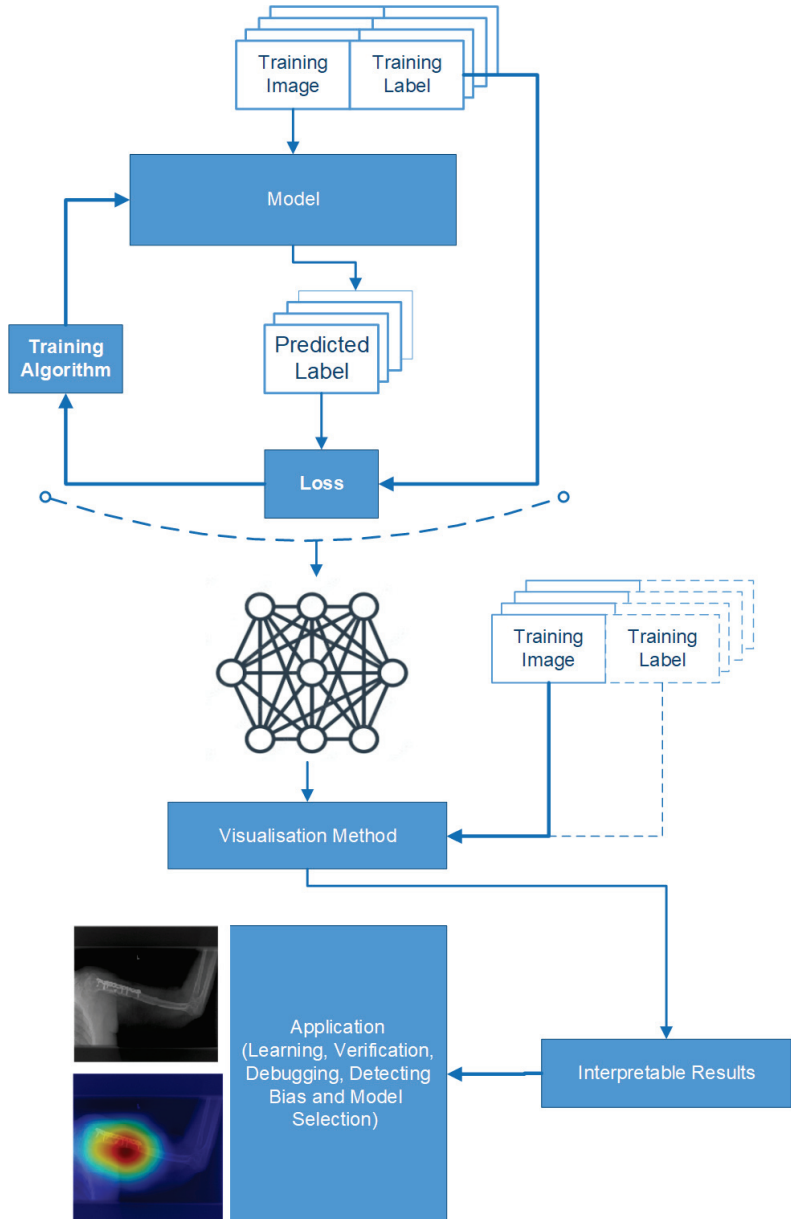 Training
Image
Training
Label
Model
Training
Algorithm
Predicted
Label
Loss
Training
Image
Training
Label
Visualisation Method
Application
(Learning, Verification,
Debugging, Detecting
Bias and Model
Selection)
Interpretable Results